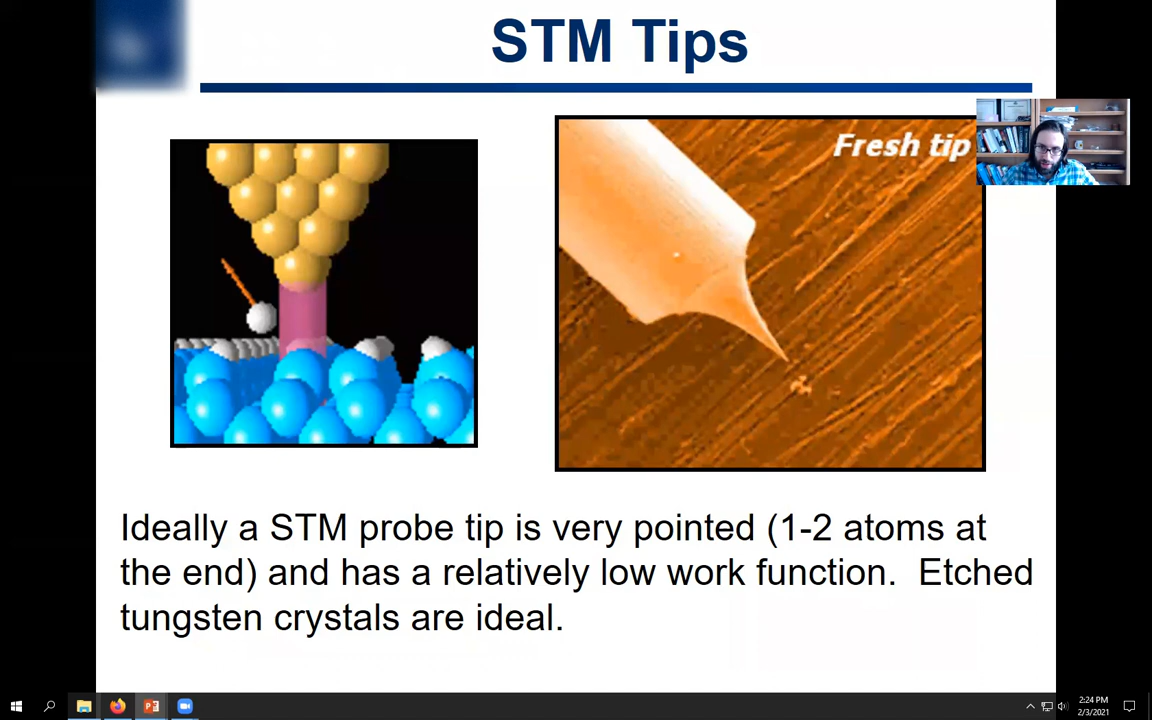 STM Tips
Fresh tip
Ideally a STM probe tip is very pointed (1-2 atoms at
the end) and has a relatively low work function.  Etched
tungsten crystals are ideal.
2:24 PM
2/3/2021